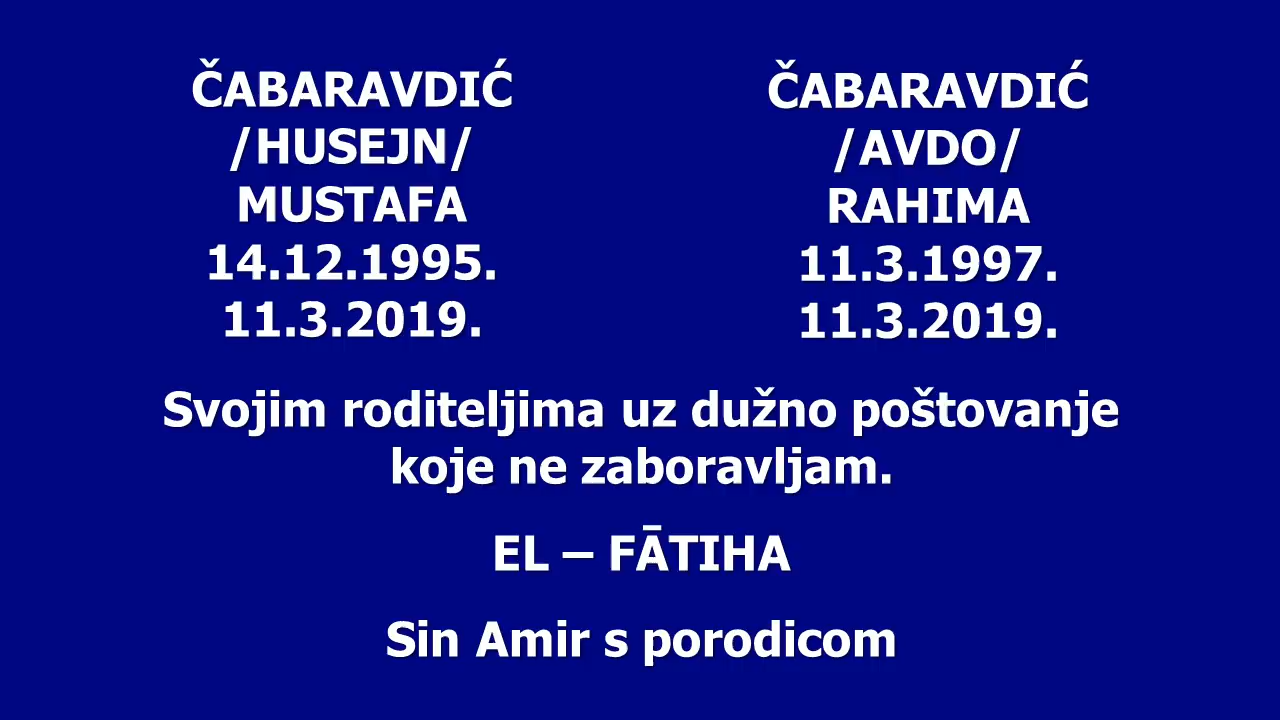 ČABARAVDIĆ
/HUSEJN/
MUSTAFA
14.12.1995.
11.3.2019.
ČABARAVDIĆ
/AVDO/
RAHIMA
11.3.1997.
11.3.2019.
Svojim roditeljima uz dužno poštovanje
koje ne zaboravljam.
EL – FĀTIHA
Sin Amir s porodicom